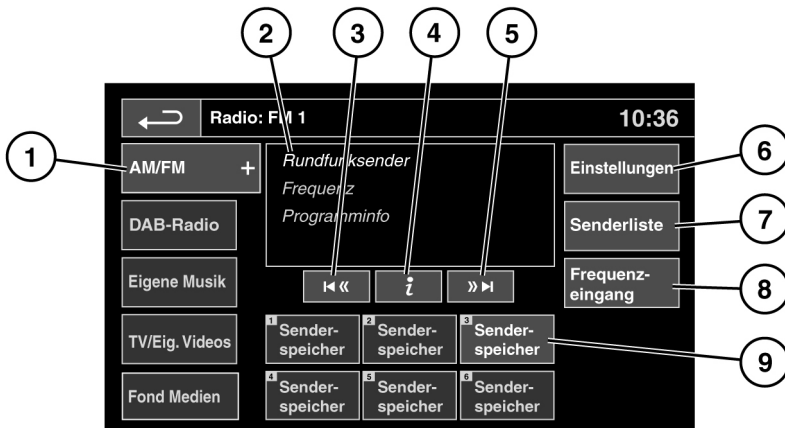 2 3 4 5
Radio: FM 1 10:36
1 AM/FM + Rundfunksender Einstellungen 6
Frequenz
Programminfo
DAB-Radio Senderliste 7
Eigene Musik i Frequenz-
eingang 8
TV/Eig. Videos 1 Sender-
speicher 2 Sender-
speicher 3 Sender-
speicher 9
Fond Medien 4 Sender-
speicher 5 Sender-
speicher 6 Sender-
speicher